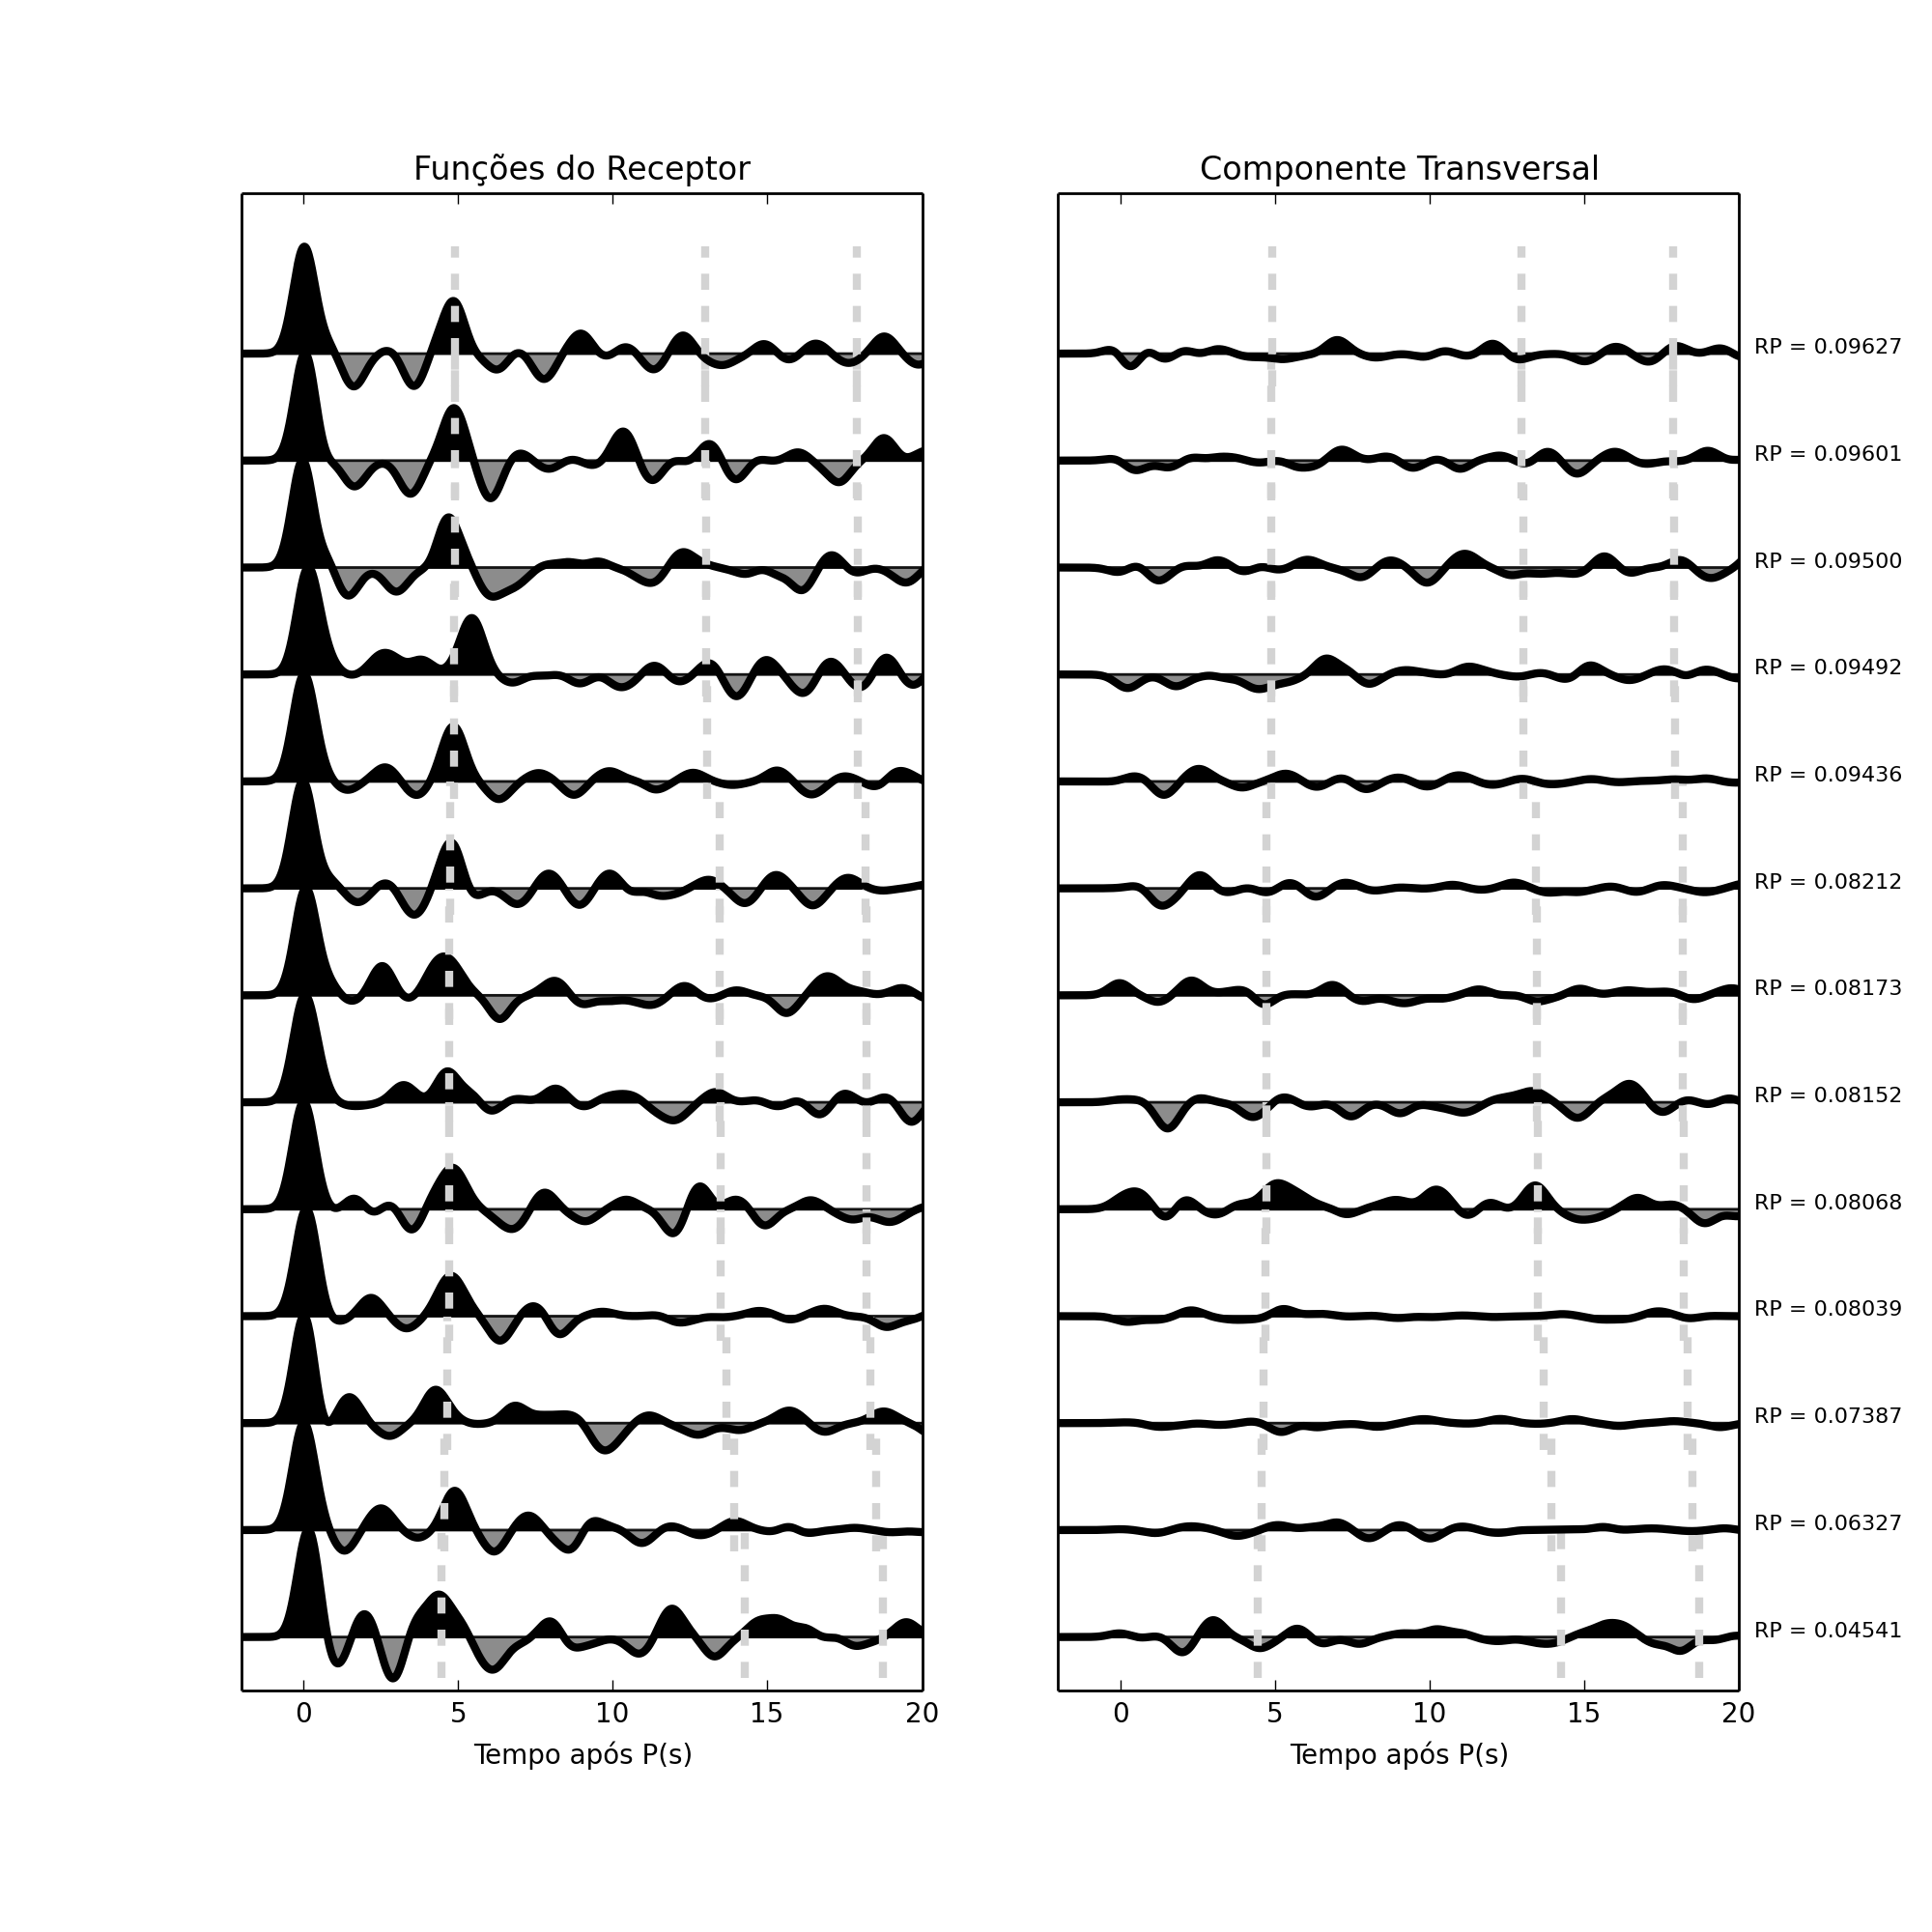 Funções do Receptor
Componente Transversal
RP = 0.09627
RP = 0.09601
RP = 0.09500
RP = 0.09492
RP = 0.09436
RP = 0.08212
RP = 0.08173
RP = 0.08152
RP = 0.08068
RP = 0.08039
RP = 0.07387
RP = 0.06327
RP = 0.04541
0 5 10 15 20
0 5 10 15 20
Tempo após P(s)
Tempo após P(s)